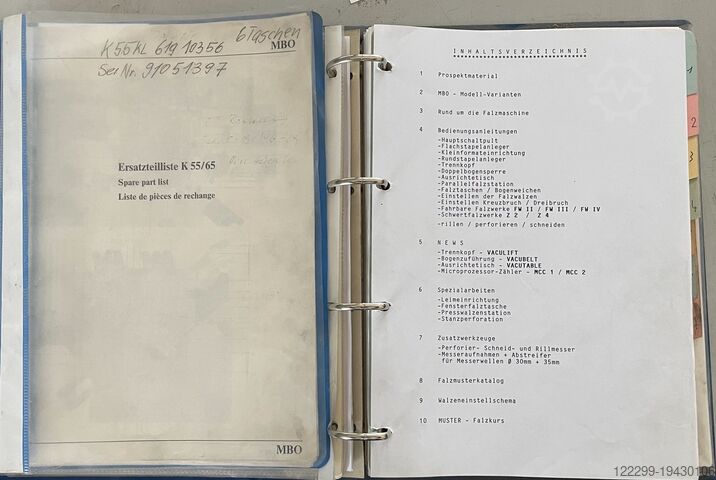 6 Taschen
K55KL 619 10356
MBO
Ser Nr. 91051397
Ersatzteilliste K 55/65
Spare part list
Liste de pièces de rechange
MBO
INHALTSVERZEICHNIS
1 Prospektmaterial
2 MBO - Modell-Varianten
3 Rund um die Falzmaschine
4 Bedienungsanleitungen
-Hauptschaltpult
-Flachstapelanleger
-Kleinformateinrichtung
-Rundstapelanleger
-Trennkopf
-Doppelbogensperre
-Ausrichtetisch
-Parallelfalzstation
-Falztaschen / Bogenweichen
-Einstellen der Falzwalzen
-Einstellen Kreuzbruch / Dreibruch
-Fahrbare Falzwerke FW II / FW III / FW IV
-Schwertfalzwerke Z 2 / Z 4
-rillen / perforieren / schneiden
5 NEWS
-Trennkopf - VACULIFT
-Bogenzuführung - VACUBELT
-Ausrichtetisch - VACUTABLE
-Microprozessor-Zähler - MCC 1 / MCC 2
6 Spezialarbeiten
-Leimeinrichtung
-Fensterfalztasche
-Presswalzenstation
-Stanzperforation
7 Zusatzwerkzeuge
-Perforier- Schneid- und Rillmesser
-Messeraufnahmen + Abstreifer
für Messerwellen Ø 30mm + 35mm
8 Falzmusterkatalog
9 Walzeneinstellschema
10 MUSTER - Falzkurs
1
2
3
4
122299-19430106